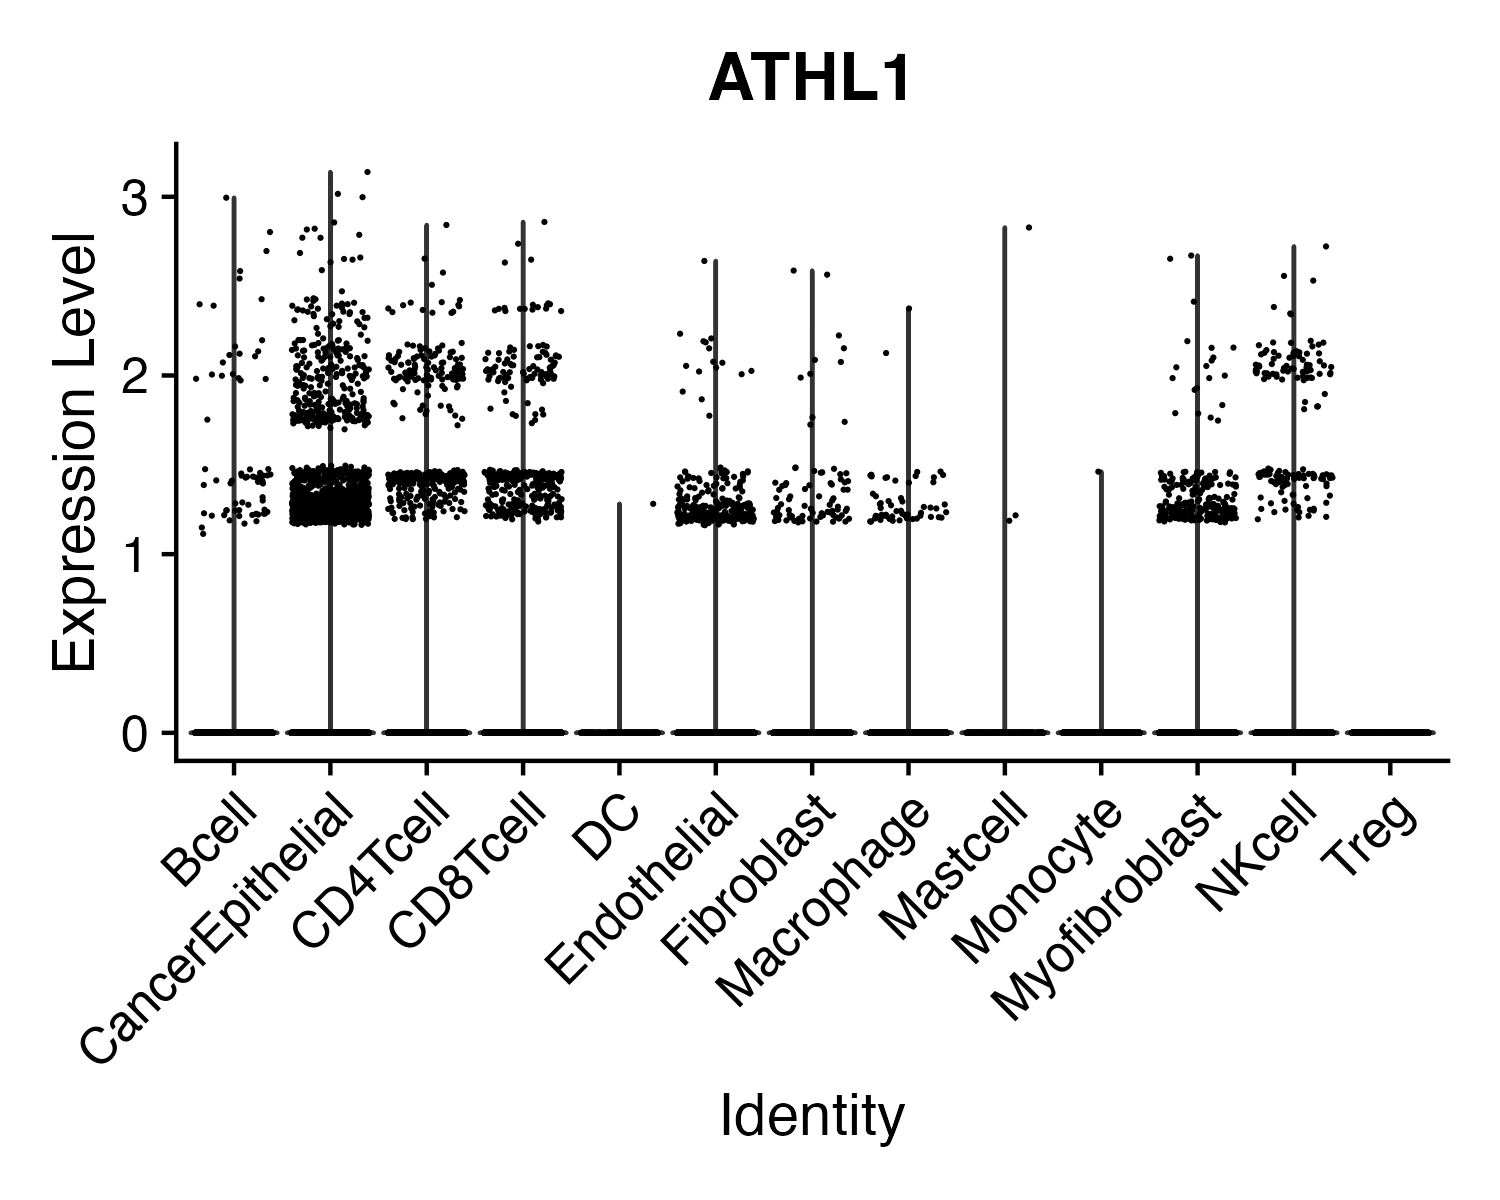 ATHL1
Expression Level
3
2
1
0
Bcell
CancerEpithelial
CD4Tcell
CD8Tcell
DC
Endothelial
Fibroblast
Macrophage
Mastcell
Monocyte
Myofibroblast
NKcell
Treg
Identity